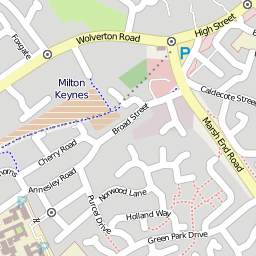 Wolverton Road
High Street
Foxgate
P
Milton
Keynes
Caldecote Street
Broad Street
Marsh End Road
Cherry Road
Annesley Road
Norwood Lane
Purcel Drive
Holland Way
Green Park Drive